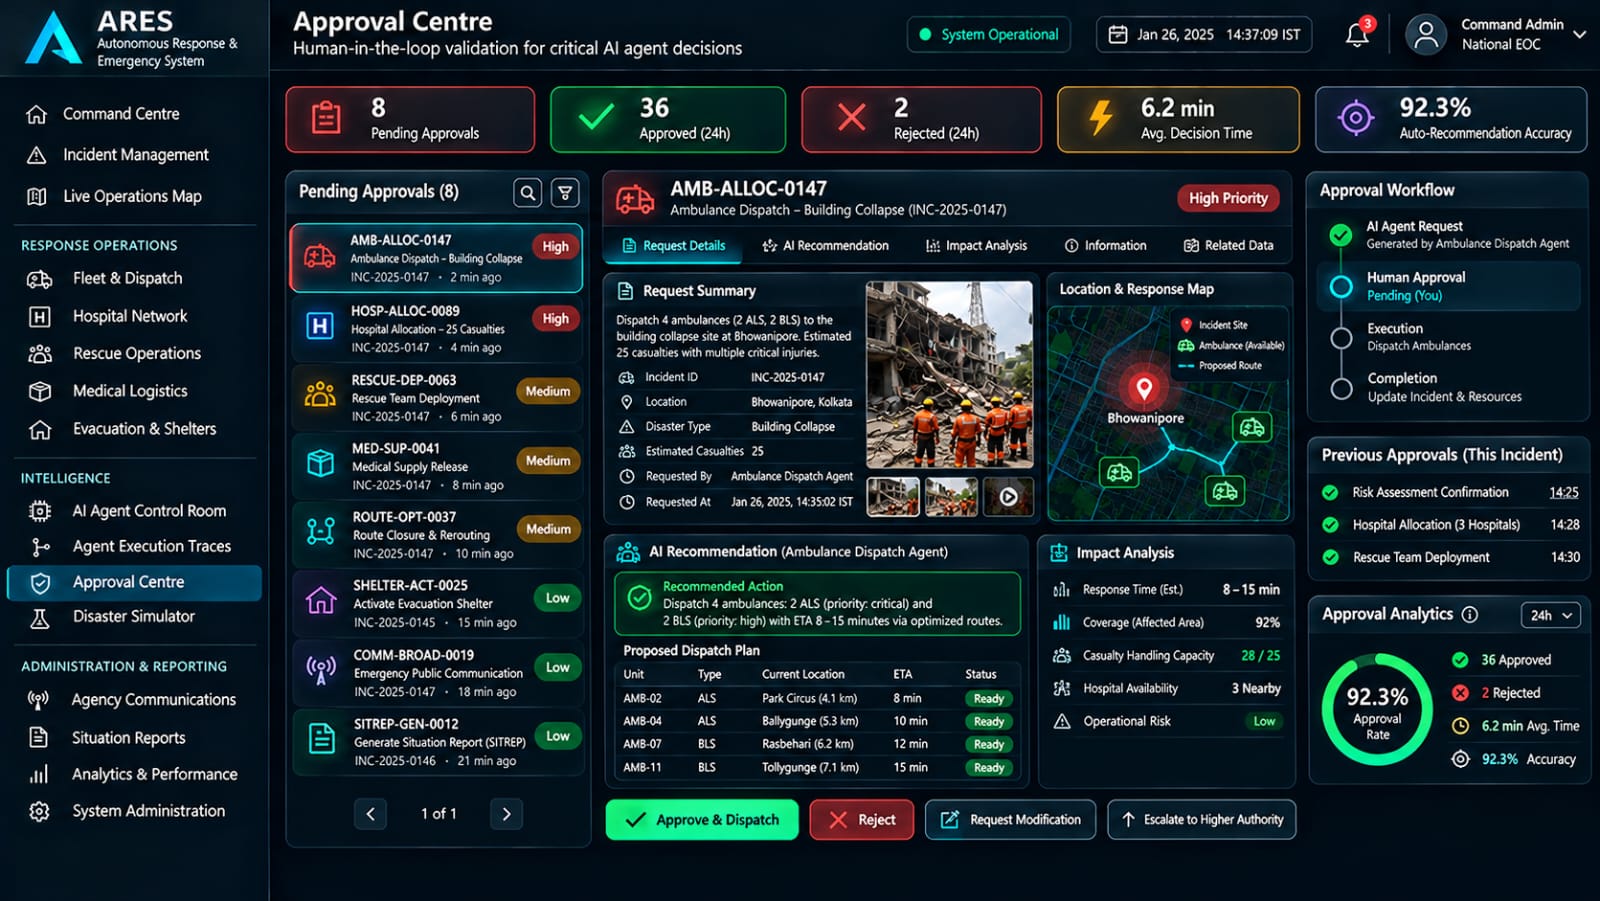 ARES
Autonomous Response &
Emergency System
Command Centre
Incident Management
Live Operations Map
RESPONSE OPERATIONS
Fleet & Dispatch
Hospital Network
Rescue Operations
Medical Logistics
Evacuation & Shelters
INTELLIGENCE
AI Agent Control Room
Agent Execution Traces
Approval Centre
Disaster Simulator
ADMINISTRATION & REPORTING
Agency Communications
Situation Reports
Analytics & Performance
System Administration
Approval Centre
Human-in-the-loop validation for critical AI agent decisions
System Operational
Jan 26, 2025 14:37:09 IST
3
Command Admin
National EOC
8
Pending Approvals
36
Approved (24h)
2
Rejected (24h)
6.2 min
Avg. Decision Time
92.3%
Auto-Recommendation Accuracy
Pending Approvals (8)
AMB-ALLOC-0147
High
Ambulance Dispatch – Building Collapse
INC-2025-0147 • 2 min ago
HOSP-ALLOC-0089
High
Hospital Allocation – 25 Casualties
INC-2025-0147 • 4 min ago
RESCUE-DEP-0063
Medium
Rescue Team Deployment
INC-2025-0147 • 6 min ago
MED-SUP-0041
Medium
Medical Supply Release
INC-2025-0147 • 8 min ago
ROUTE-OPT-0037
Medium
Route Closure & Rerouting
INC-2025-0147 • 10 min ago
SHELTER-ACT-0025
Low
Activate Evacuation Shelter
INC-2025-0145 • 15 min ago
COMM-BROAD-0019
Low
Emergency Public Communication
INC-2025-0147 • 18 min ago
SITREP-GEN-0012
Low
Generate Situation Report (SITREP)
INC-2025-0146 • 21 min ago
1 of 1
AMB-ALLOC-0147
Ambulance Dispatch – Building Collapse (INC-2025-0147)
High Priority
Request Details
AI Recommendation
Impact Analysis
Information
Related Data
Request Summary
Dispatch 4 ambulances (2 ALS, 2 BLS) to the
building collapse site at Bhowanipore. Estimated
25 casualties with multiple critical injuries.
Incident ID INC-2025-0147
Location Bhowanipore, Kolkata
Disaster Type Building Collapse
Estimated Casualties 25
Requested By Ambulance Dispatch Agent
Requested At Jan 26, 2025, 14:35:02 IST
Location & Response Map
Incident Site
Ambulance (Available)
Proposed Route
Bhowanipore
AI Recommendation (Ambulance Dispatch Agent)
Recommended Action
Dispatch 4 ambulances: 2 ALS (priority: critical) and
2 BLS (priority: high) with ETA 8 – 15 minutes via optimized routes.
Proposed Dispatch Plan
Unit Type Current Location ETA Status
AMB-02 ALS Park Circus (4.1 km) 8 min Ready
AMB-04 ALS Ballygunge (5.3 km) 10 min Ready
AMB-07 BLS Rasbehari (6.2 km) 12 min Ready
AMB-11 BLS Tollygunge (7.1 km) 15 min Ready
Impact Analysis
Response Time (Est.) 8 – 15 min
Coverage (Affected Area) 92%
Casualty Handling Capacity 28 / 25
Hospital Availability 3 Nearby
Operational Risk Low
Approve & Dispatch
Reject
Request Modification
Escalate to Higher Authority
Approval Workflow
AI Agent Request
Generated by Ambulance Dispatch Agent
Human Approval
Pending (You)
Execution
Dispatch Ambulances
Completion
Update Incident & Resources
Previous Approvals (This Incident)
Risk Assessment Confirmation 14:25
Hospital Allocation (3 Hospitals) 14:28
Rescue Team Deployment 14:30
Approval Analytics
24h
92.3%
Approval
Rate
36 Approved
2 Rejected
6.2 min Avg. Time
92.3% Accuracy